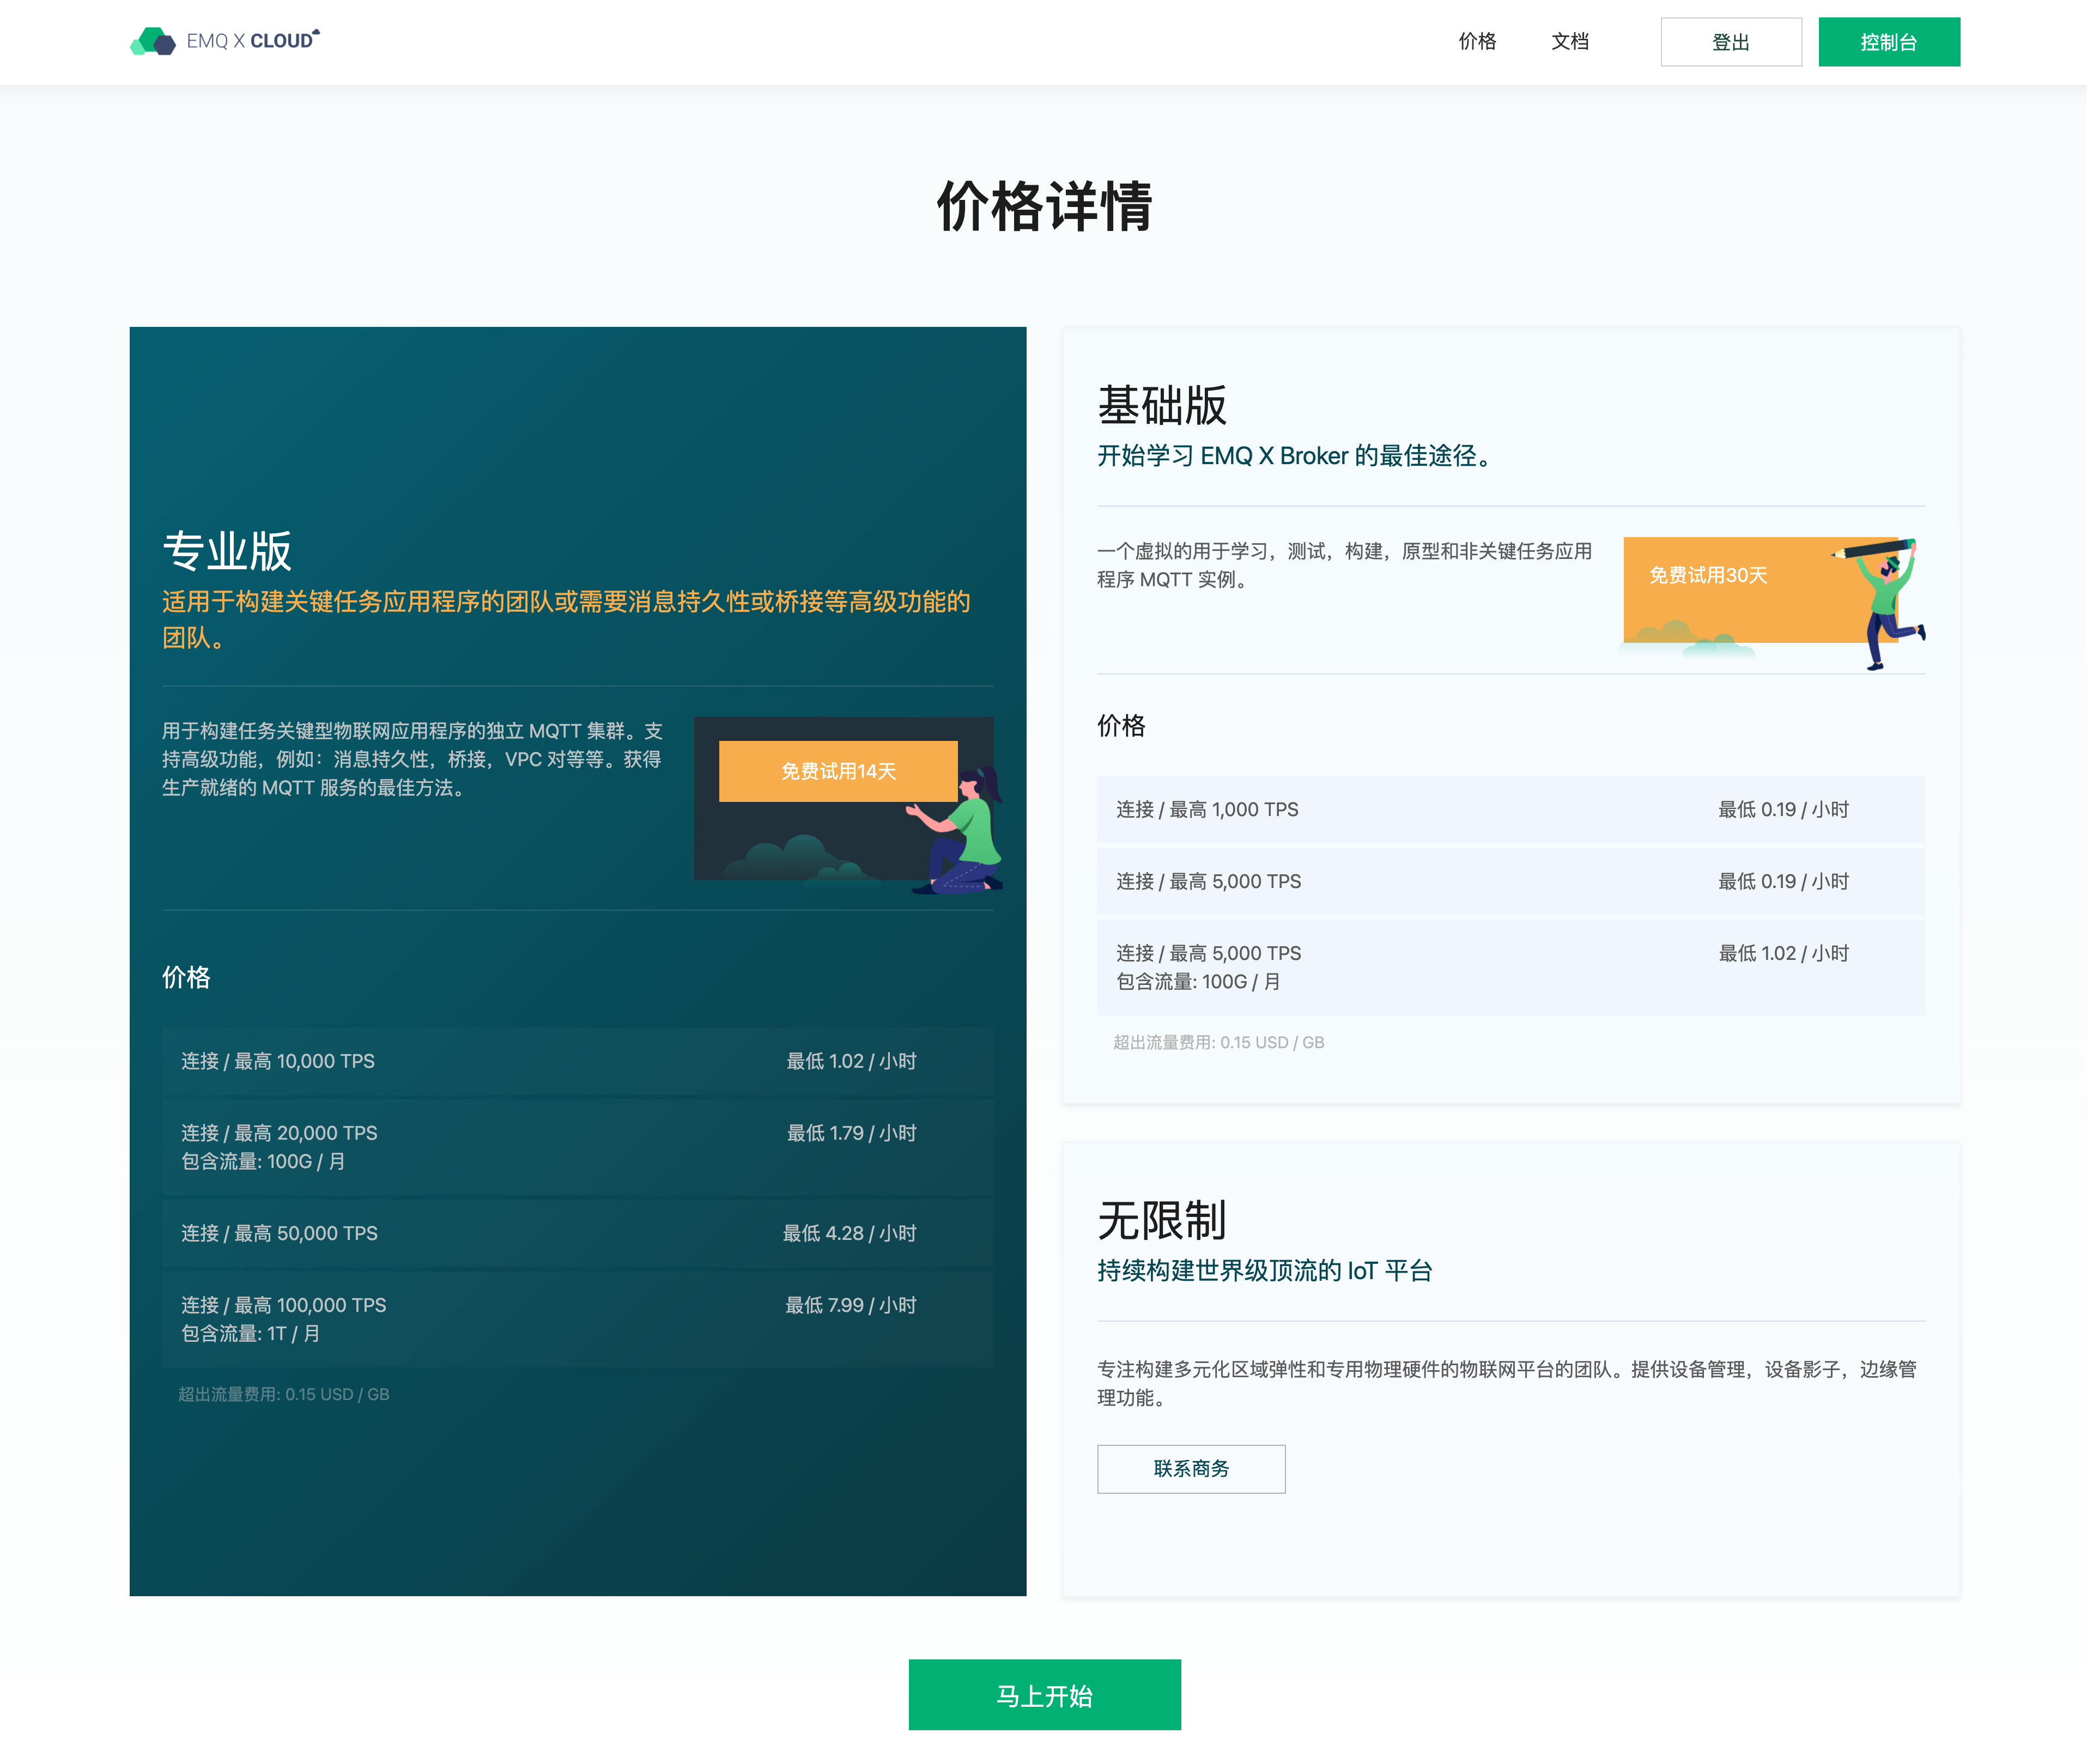 EMQ X CLOUD
价格
文档
登出
控制台
价格详情
专业版
适用于构建关键任务应用程序的团队或需要消息持久性或桥接等高级功能的
团队。
用于构建任务关键型物联网应用程序的独立 MQTT 集群。支
持高级功能，例如：消息持久性，桥接，VPC 对等等。获得
生产就绪的 MQTT 服务的最佳方法。
免费试用14天
价格
连接 / 最高 10,000 TPS
最低 1.02 / 小时
连接 / 最高 20,000 TPS
最低 1.79 / 小时
包含流量: 100G / 月
连接 / 最高 50,000 TPS
最低 4.28 / 小时
连接 / 最高 100,000 TPS
最低 7.99 / 小时
包含流量: 1T / 月
超出流量费用: 0.15 USD / GB
基础版
开始学习 EMQ X Broker 的最佳途径。
一个虚拟的用于学习，测试，构建，原型和非关键任务应用
程序 MQTT 实例。
免费试用30天
价格
连接 / 最高 1,000 TPS
最低 0.19 / 小时
连接 / 最高 5,000 TPS
最低 0.19 / 小时
连接 / 最高 5,000 TPS
最低 1.02 / 小时
包含流量: 100G / 月
超出流量费用: 0.15 USD / GB
无限制
持续构建世界级顶流的 IoT 平台
专注构建多元化区域弹性和专用物理硬件的物联网平台的团队。提供设备管理，设备影子，边缘管
理功能。
联系商务
马上开始